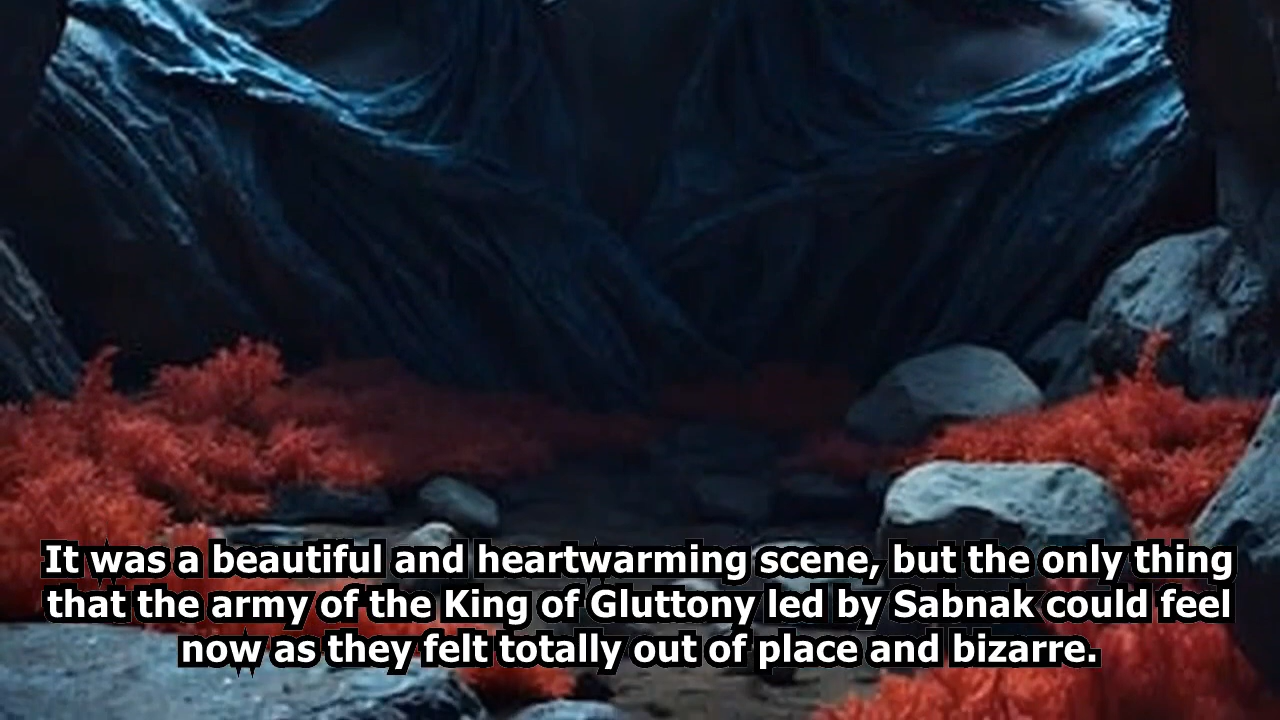 It was a beautiful and heartwarming scene, but the only thing
that the army of the King of Gluttony led by Sabnak could feel
now as they felt totally out of place and bizarre.